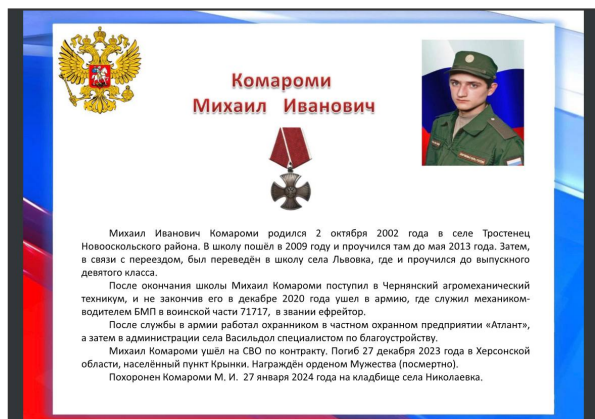 Комароми
Михаил Иванович
Михаил Иванович Комароми родился 2 октября 2002 года в селе Тростенец
Новооскольского района. В школу пошёл в 2009 году и проучился там до мая 2013 года. Затем,
в связи с переездом, был переведён в школу села Львовка, где и проучился до выпускного
девятого класса.
После окончания школы Михаил Комароми поступил в Чернянский агромеханический
техникум, и не закончив его в декабре 2020 года ушел в армию, где служил механиком-
водителем БМП в воинской части 71717, в звании ефрейтор.
После службы в армии работал охранником в частном охранном предприятии «Атлант»,
а затем в администрации села Васильдол специалистом по благоустройству.
Михаил Комароми ушёл на СВО по контракту. Погиб 27 декабря 2023 года в Херсонской
области, населённый пункт Крынки. Награждён орденом Мужества (посмертно).
Похоронен Комароми М. И. 27 января 2024 года на кладбище села Николаевка.